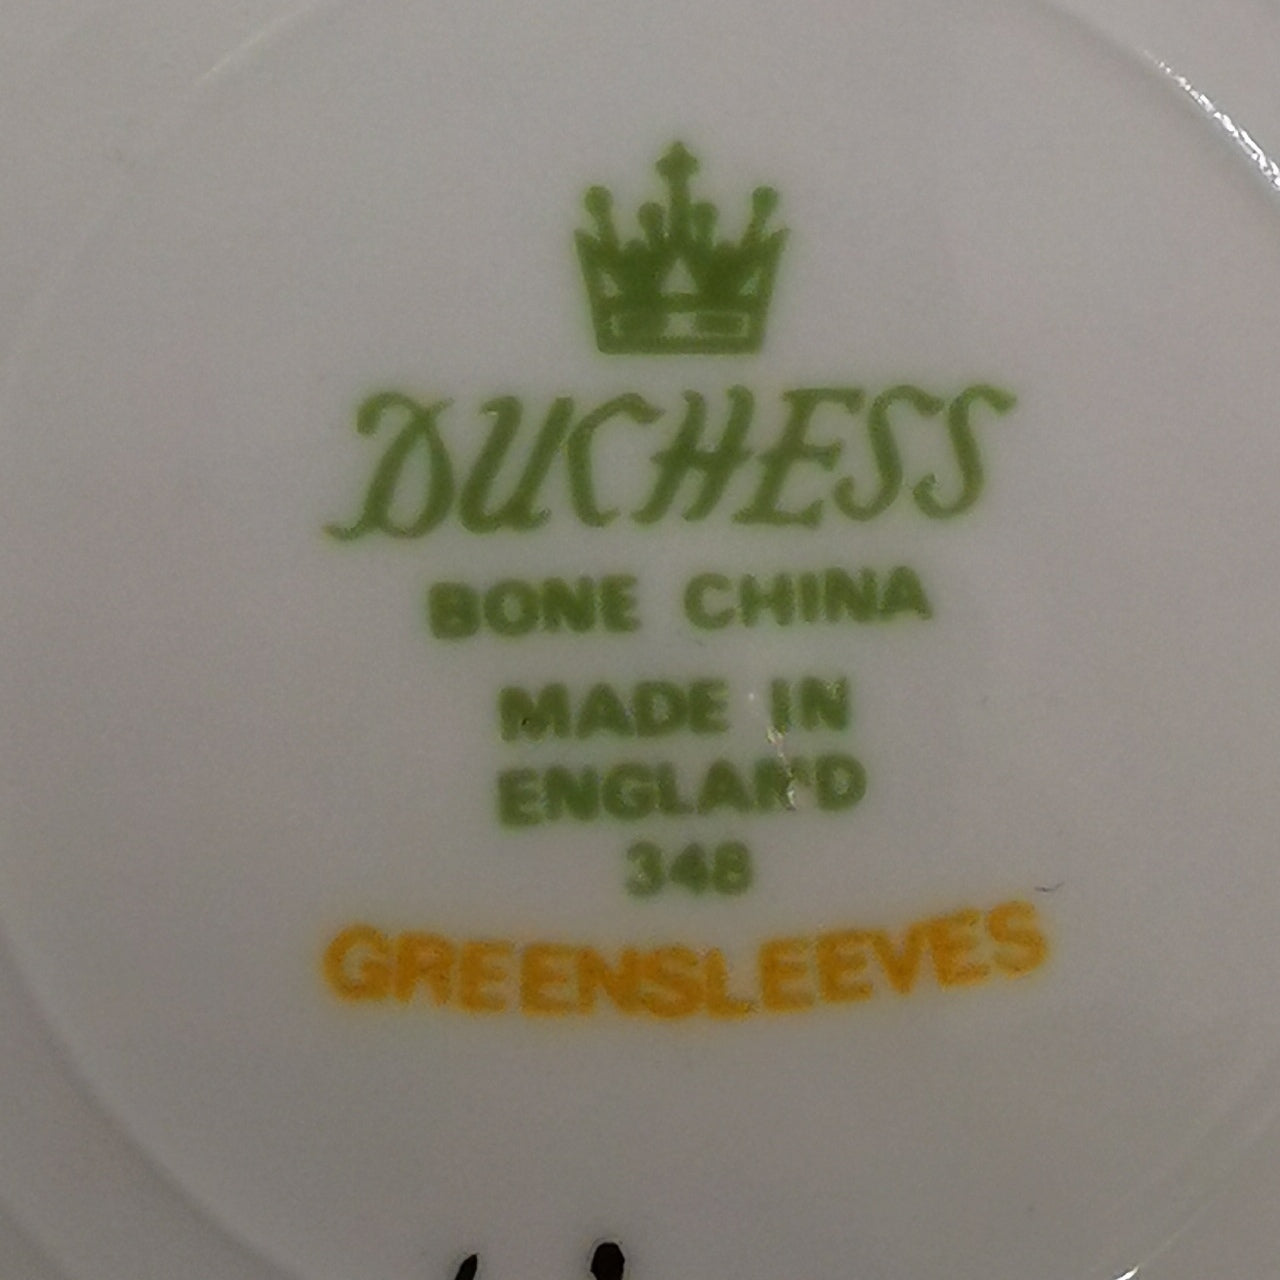 DUCHESS
BONE CHINA
MADE IN
ENGLAND
348
GREENSLEEVES